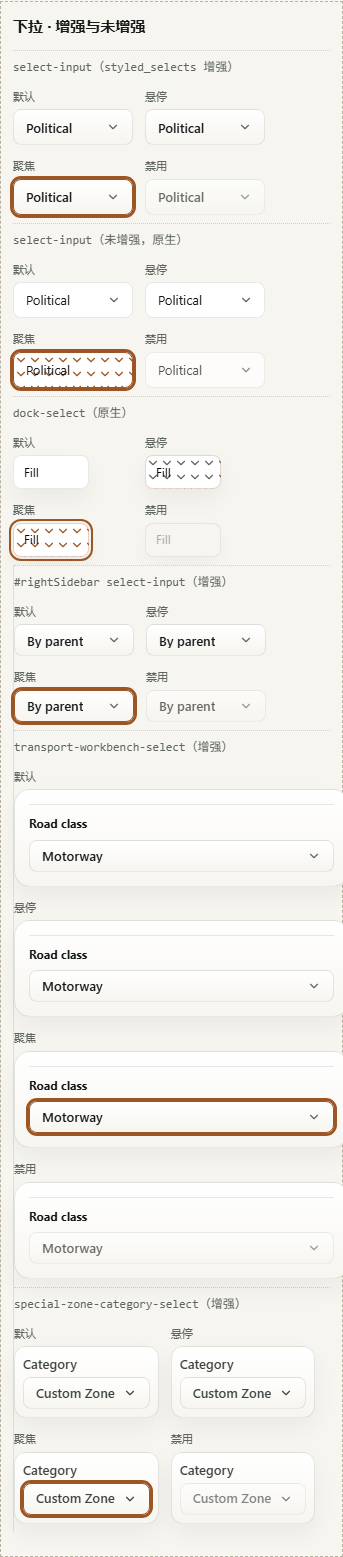 下拉 · 增强与未增强
select-input（styled_selects 增强）
默认 悬停
Political Political
聚焦 禁用
Political Political
select-input（未增强，原生）
默认 悬停
Political Political
聚焦 禁用
Political Political
dock-select（原生）
默认 悬停
Fill Fill
聚焦 禁用
Fill Fill
#rightSidebar select-input（增强）
默认 悬停
By parent By parent
聚焦 禁用
By parent By parent
transport-workbench-select（增强）
默认
Road class
Motorway
悬停
Road class
Motorway
聚焦
Road class
Motorway
禁用
Road class
Motorway
special-zone-category-select（增强）
默认 悬停
Category Category
Custom Zone Custom Zone
聚焦 禁用
Category Category
Custom Zone Custom Zone